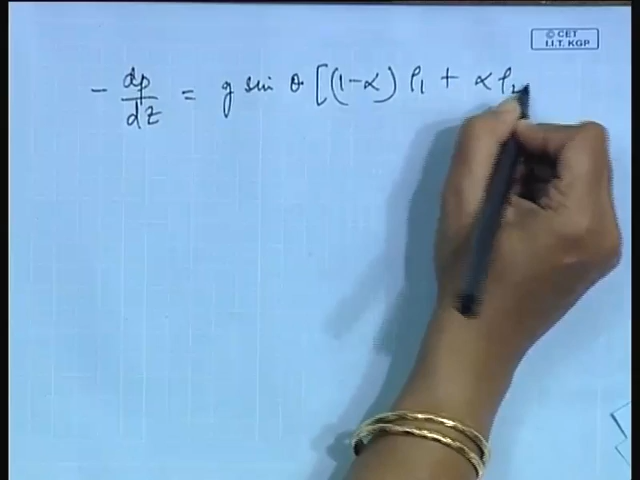 © CET
I.I.T. KGP
- dp/dz = g sin θ [(1-α) ρ₁ + α ρ₂